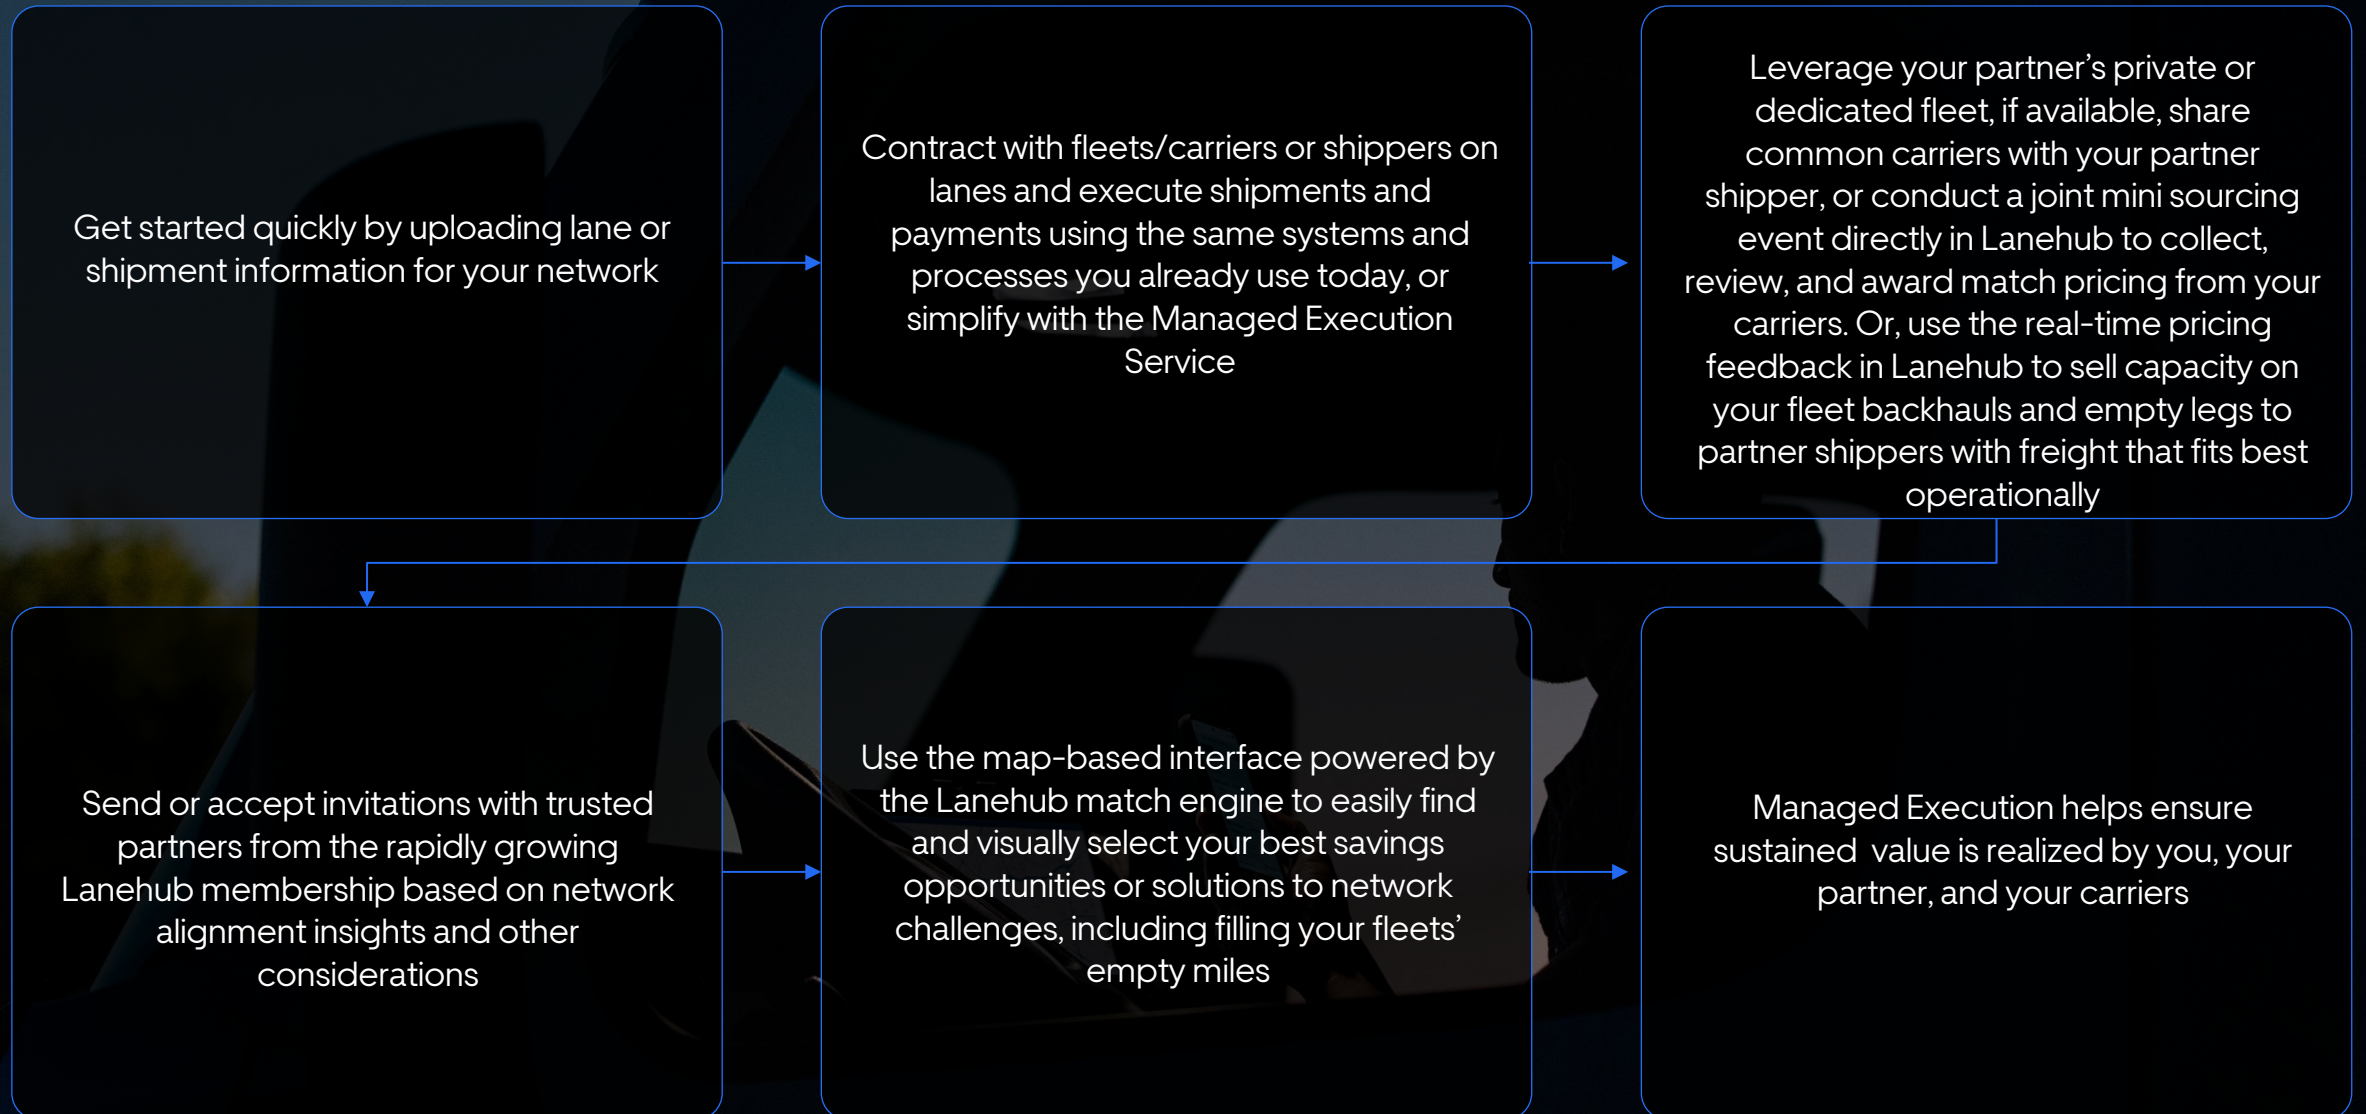 Get started quickly by uploading lane or
shipment information for your network
Contract with fleets/carriers or shippers on
lanes and execute shipments and
payments using the same systems and
processes you already use today, or
simplify with the Managed Execution
Service
Leverage your partner’s private or
dedicated fleet, if available, share
common carriers with your partner
shipper, or conduct a joint mini sourcing
event directly in Lanehub to collect,
review, and award match pricing from your
carriers. Or, use the real-time pricing
feedback in Lanehub to sell capacity on
your fleet backhauls and empty legs to
partner shippers with freight that fits best
operationally
Send or accept invitations with trusted
partners from the rapidly growing
Lanehub membership based on network
alignment insights and other
considerations
Use the map-based interface powered by
the Lanehub match engine to easily find
and visually select your best savings
opportunities or solutions to network
challenges, including filling your fleets’
empty miles
Managed Execution helps ensure
sustained  value is realized by you, your
partner, and your carriers